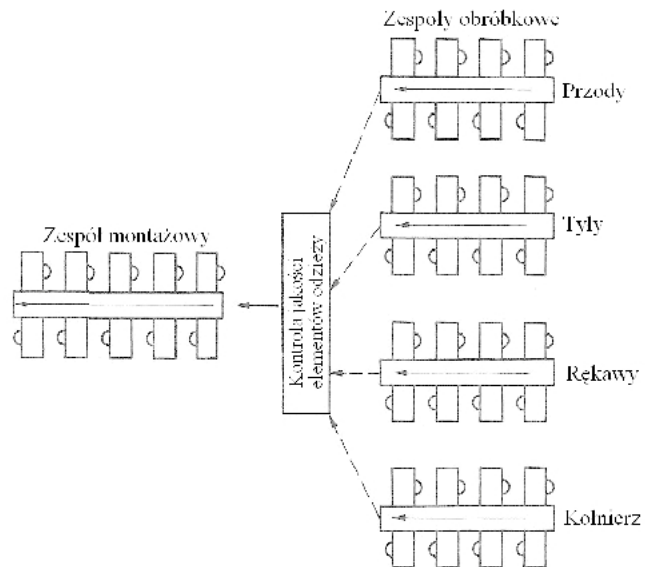 Zespoły obróbkowe
Przody
Tyły
Zespół montażowy
Kontrola jakości
elementów odzieży
Rękawy
Kołnierz